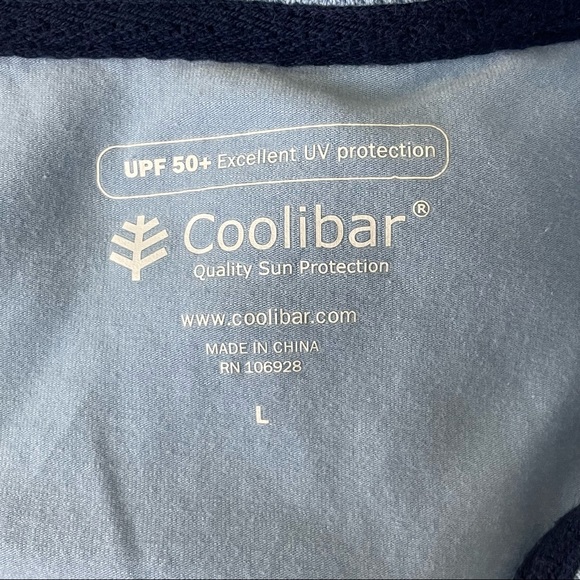 UPF 50+ Excellent UV protection
Coolibar®
Quality Sun Protection
www.coolibar.com
MADE IN CHINA
RN 106928
L